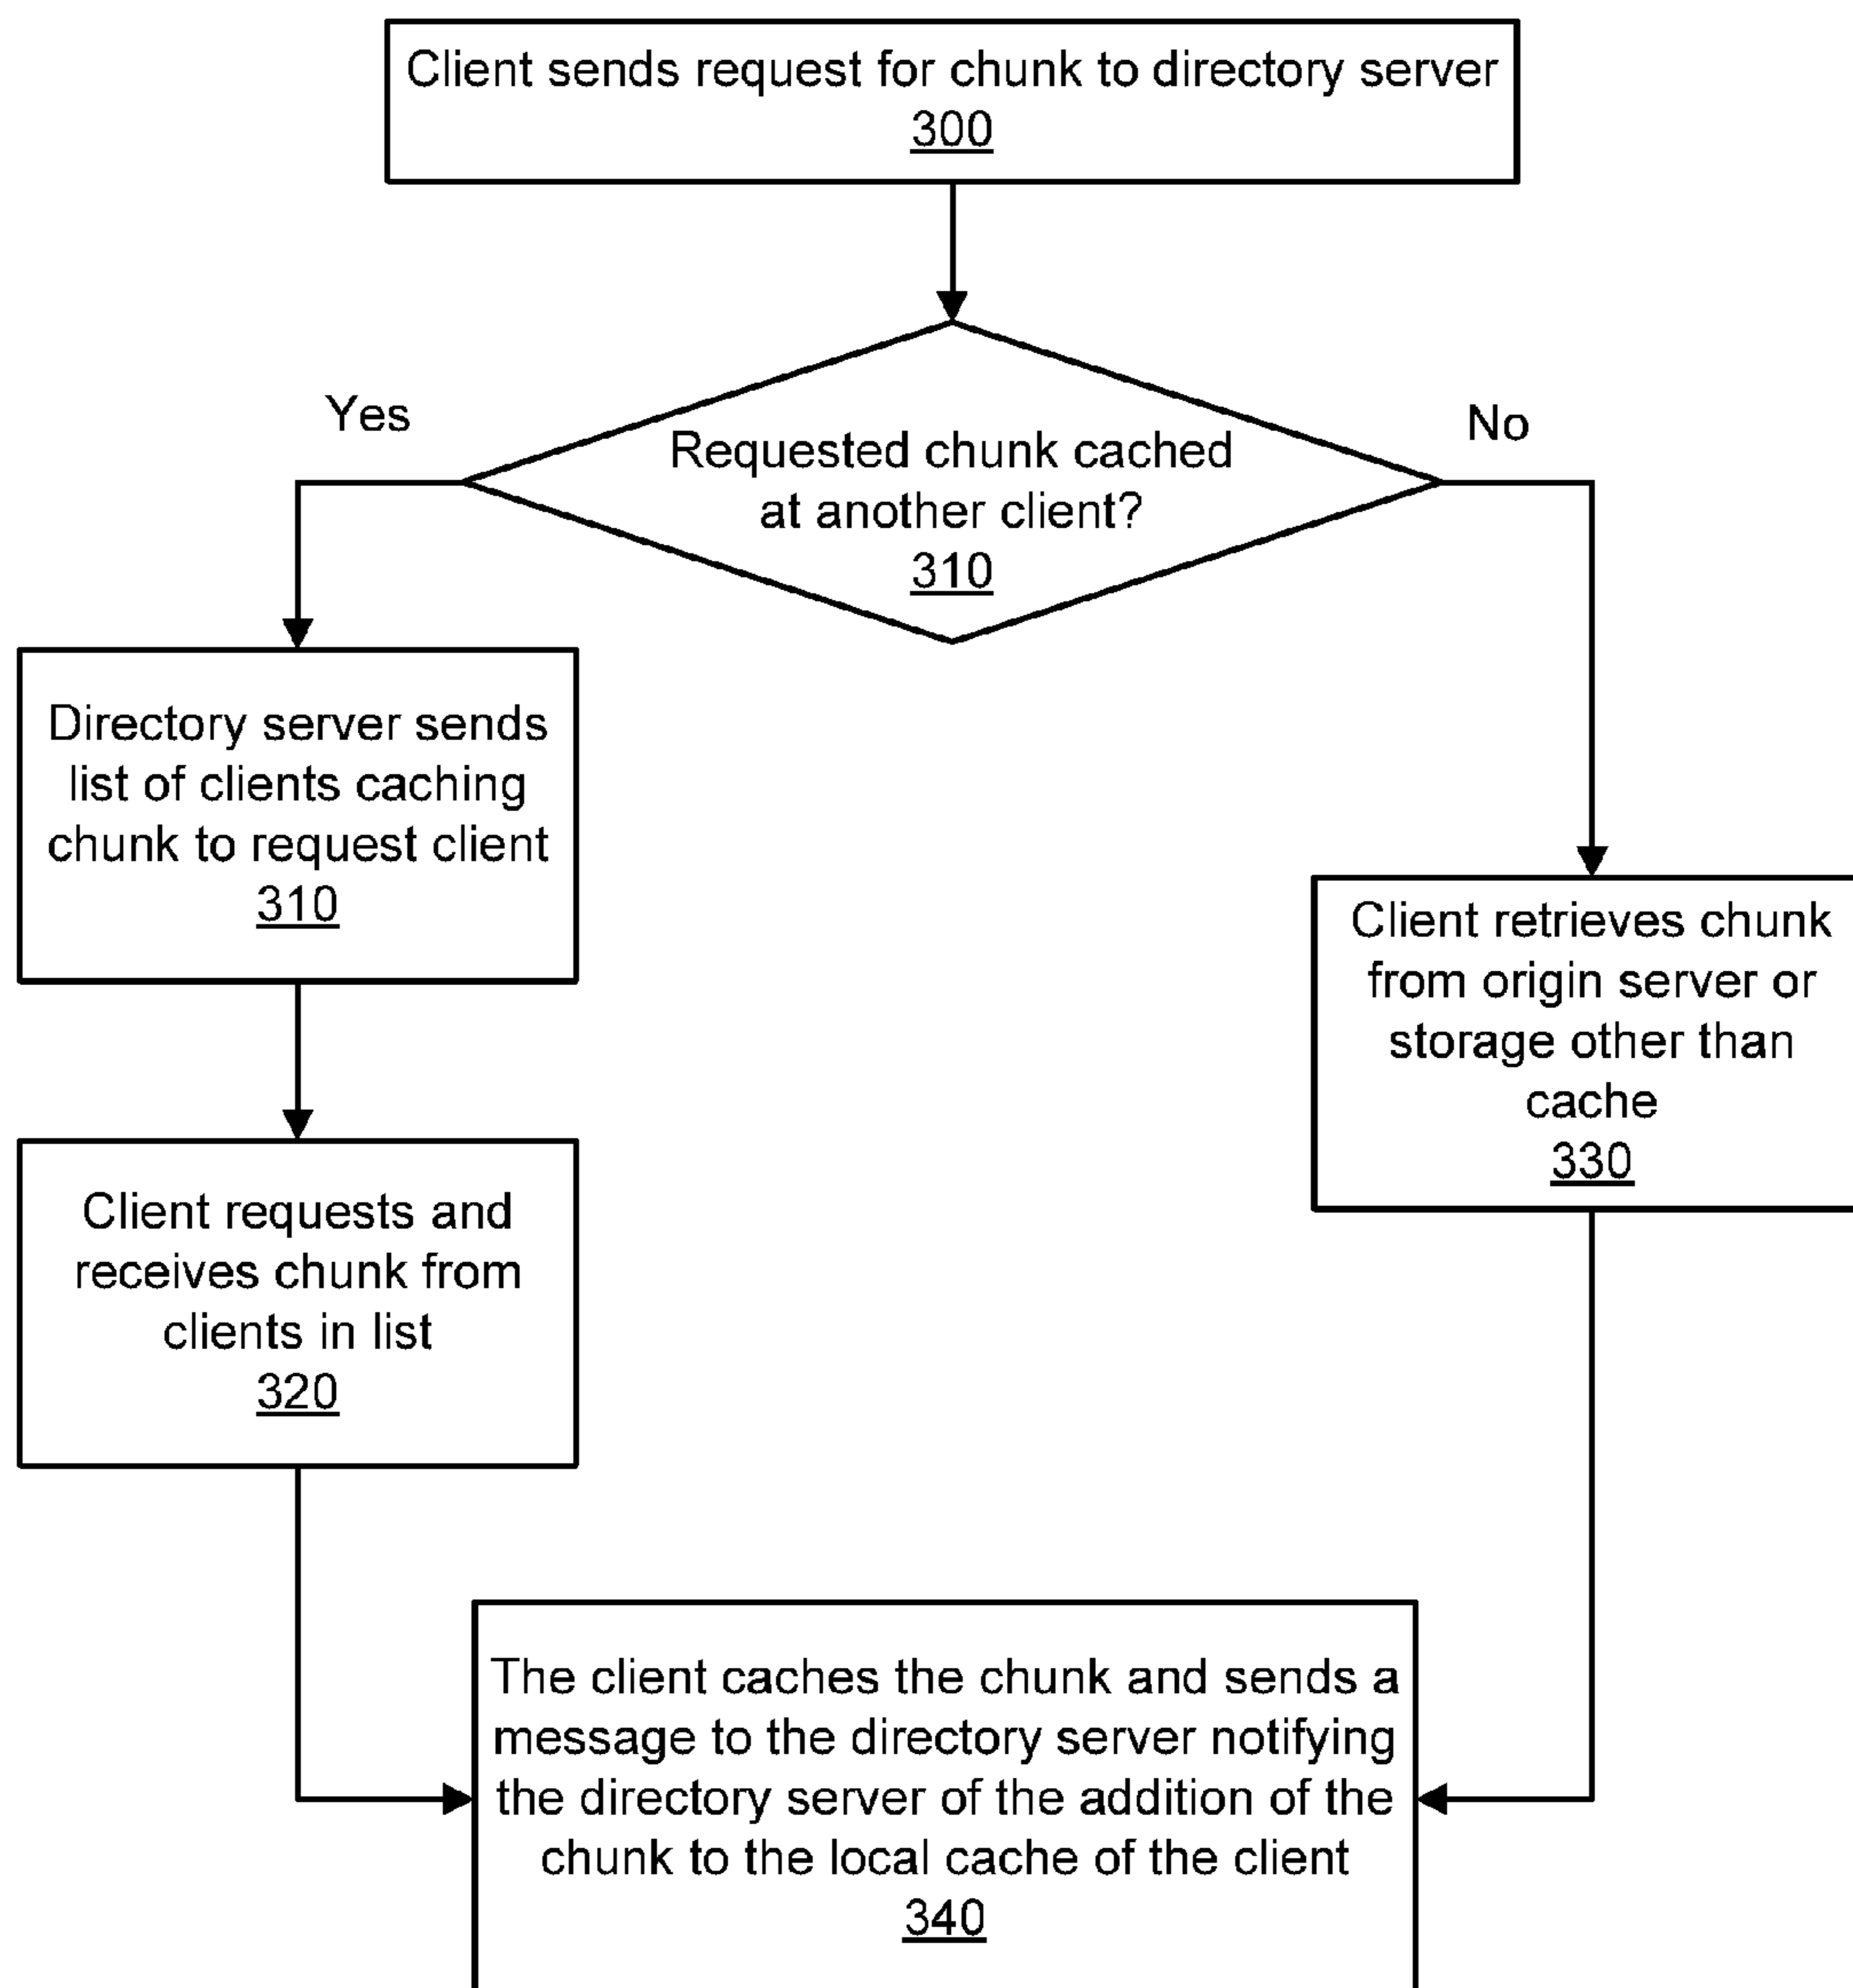 Client sends request for chunk to directory server
300
Yes
No
Requested chunk cached
at another client?
310
Directory server sends
list of clients caching
chunk to request client
310
Client retrieves chunk
from origin server or
storage other than
cache
330
Client requests and
receives chunk from
clients in list
320
The client caches the chunk and sends a
message to the directory server notifying
the directory server of the addition of the
chunk to the local cache of the client
340